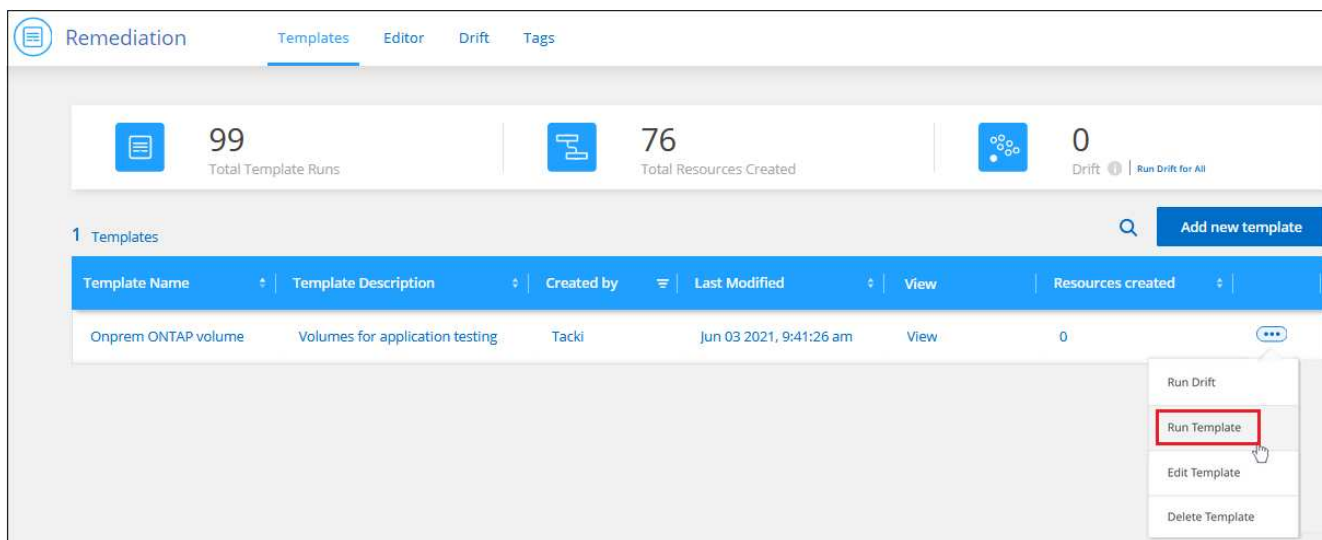 Remediation Templates Editor Drift Tags
99 76 0
Total Template Runs Total Resources Created Drift Run Drift for All
1 Templates Add new template
Template Name Template Description Created by Last Modified View Resources created
Onprem ONTAP volume Volumes for application testing Tacki Jun 03 2021, 9:41:26 am View 0
Run Drift
Run Template
Edit Template
Delete Template